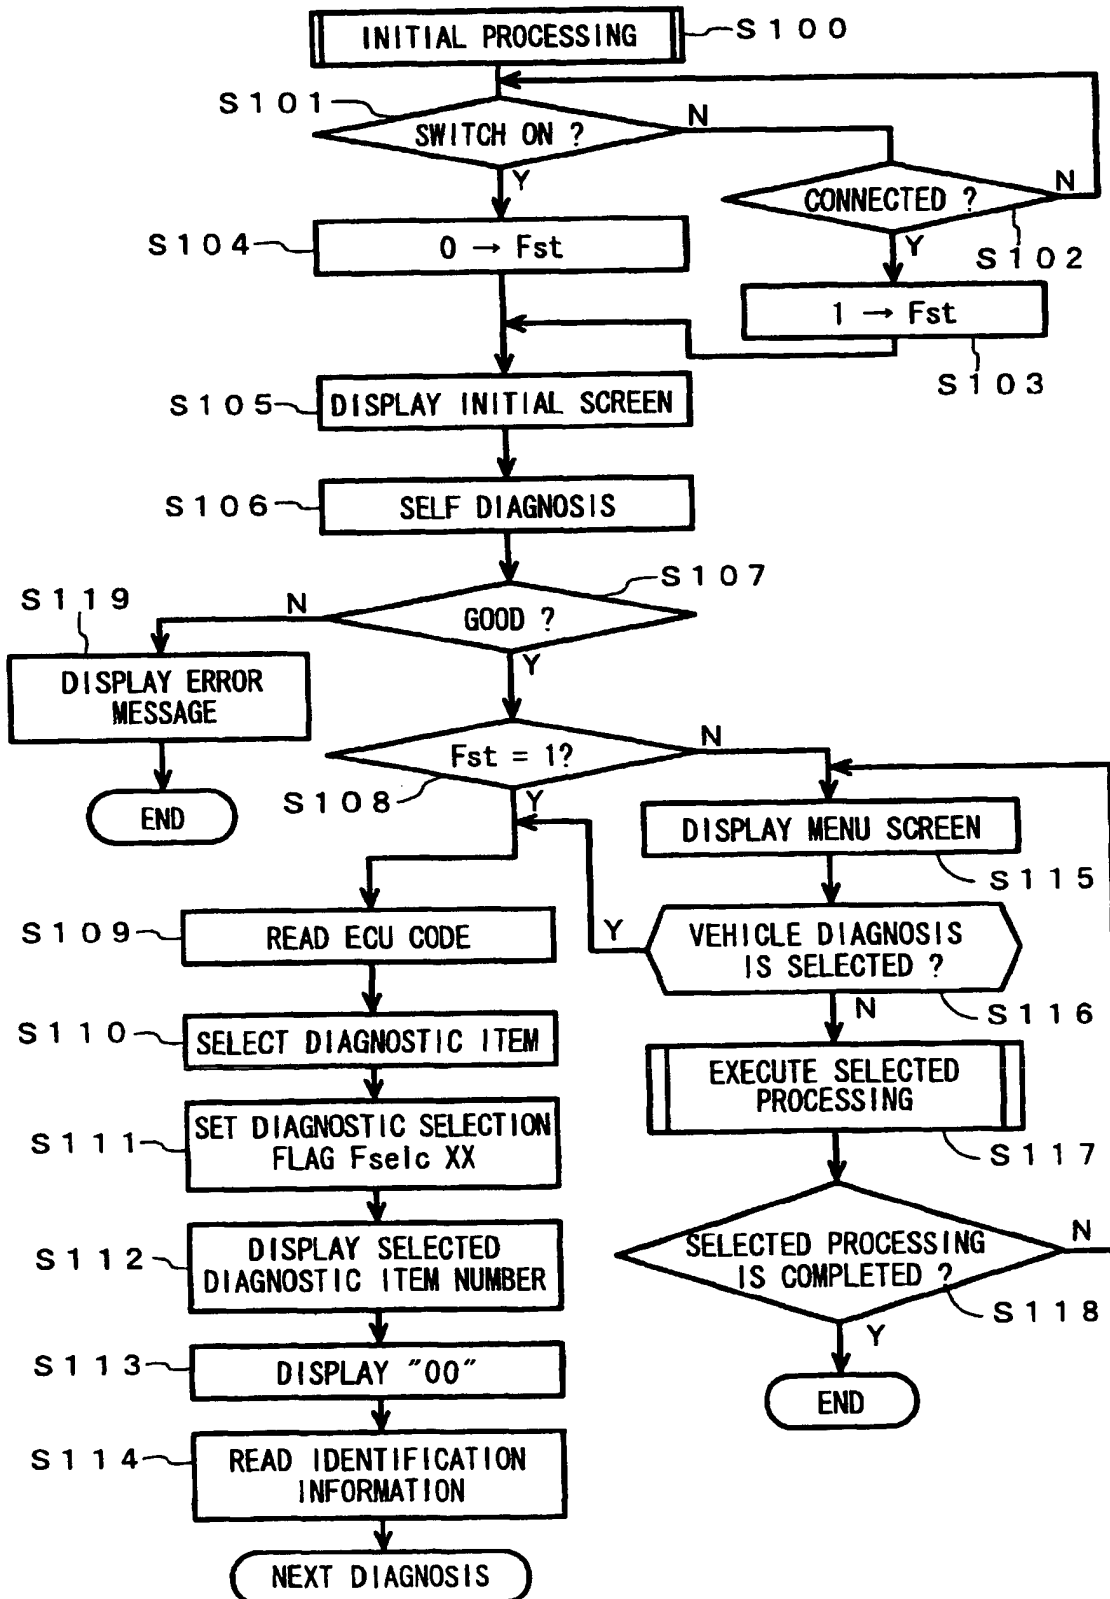 INITIAL PROCESSING
S100
S101
SWITCH ON ?
N
Y
CONNECTED ?
N
S102
Y
S104
0 → Fst
1 → Fst
S103
S105
DISPLAY INITIAL SCREEN
S106
SELF DIAGNOSIS
S107
S119
N
GOOD ?
Y
DISPLAY ERROR
MESSAGE
END
Fst = 1?
N
S108
Y
DISPLAY MENU SCREEN
S115
S109
READ ECU CODE
Y
VEHICLE DIAGNOSIS
IS SELECTED ?
S116
N
S110
SELECT DIAGNOSTIC ITEM
EXECUTE SELECTED
PROCESSING
S117
S111
SET DIAGNOSTIC SELECTION
FLAG Fselc XX
S112
DISPLAY SELECTED
DIAGNOSTIC ITEM NUMBER
SELECTED PROCESSING
IS COMPLETED ?
N
S118
Y
S113
DISPLAY "00"
END
S114
READ IDENTIFICATION
INFORMATION
NEXT DIAGNOSIS